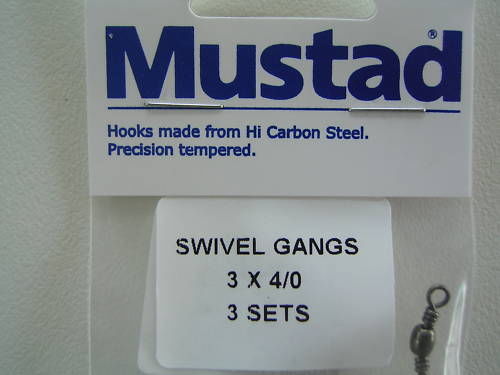 Mustad®
Hooks made from Hi Carbon Steel.
Precision tempered.
SWIVEL GANGS
3 X 4/0
3 SETS